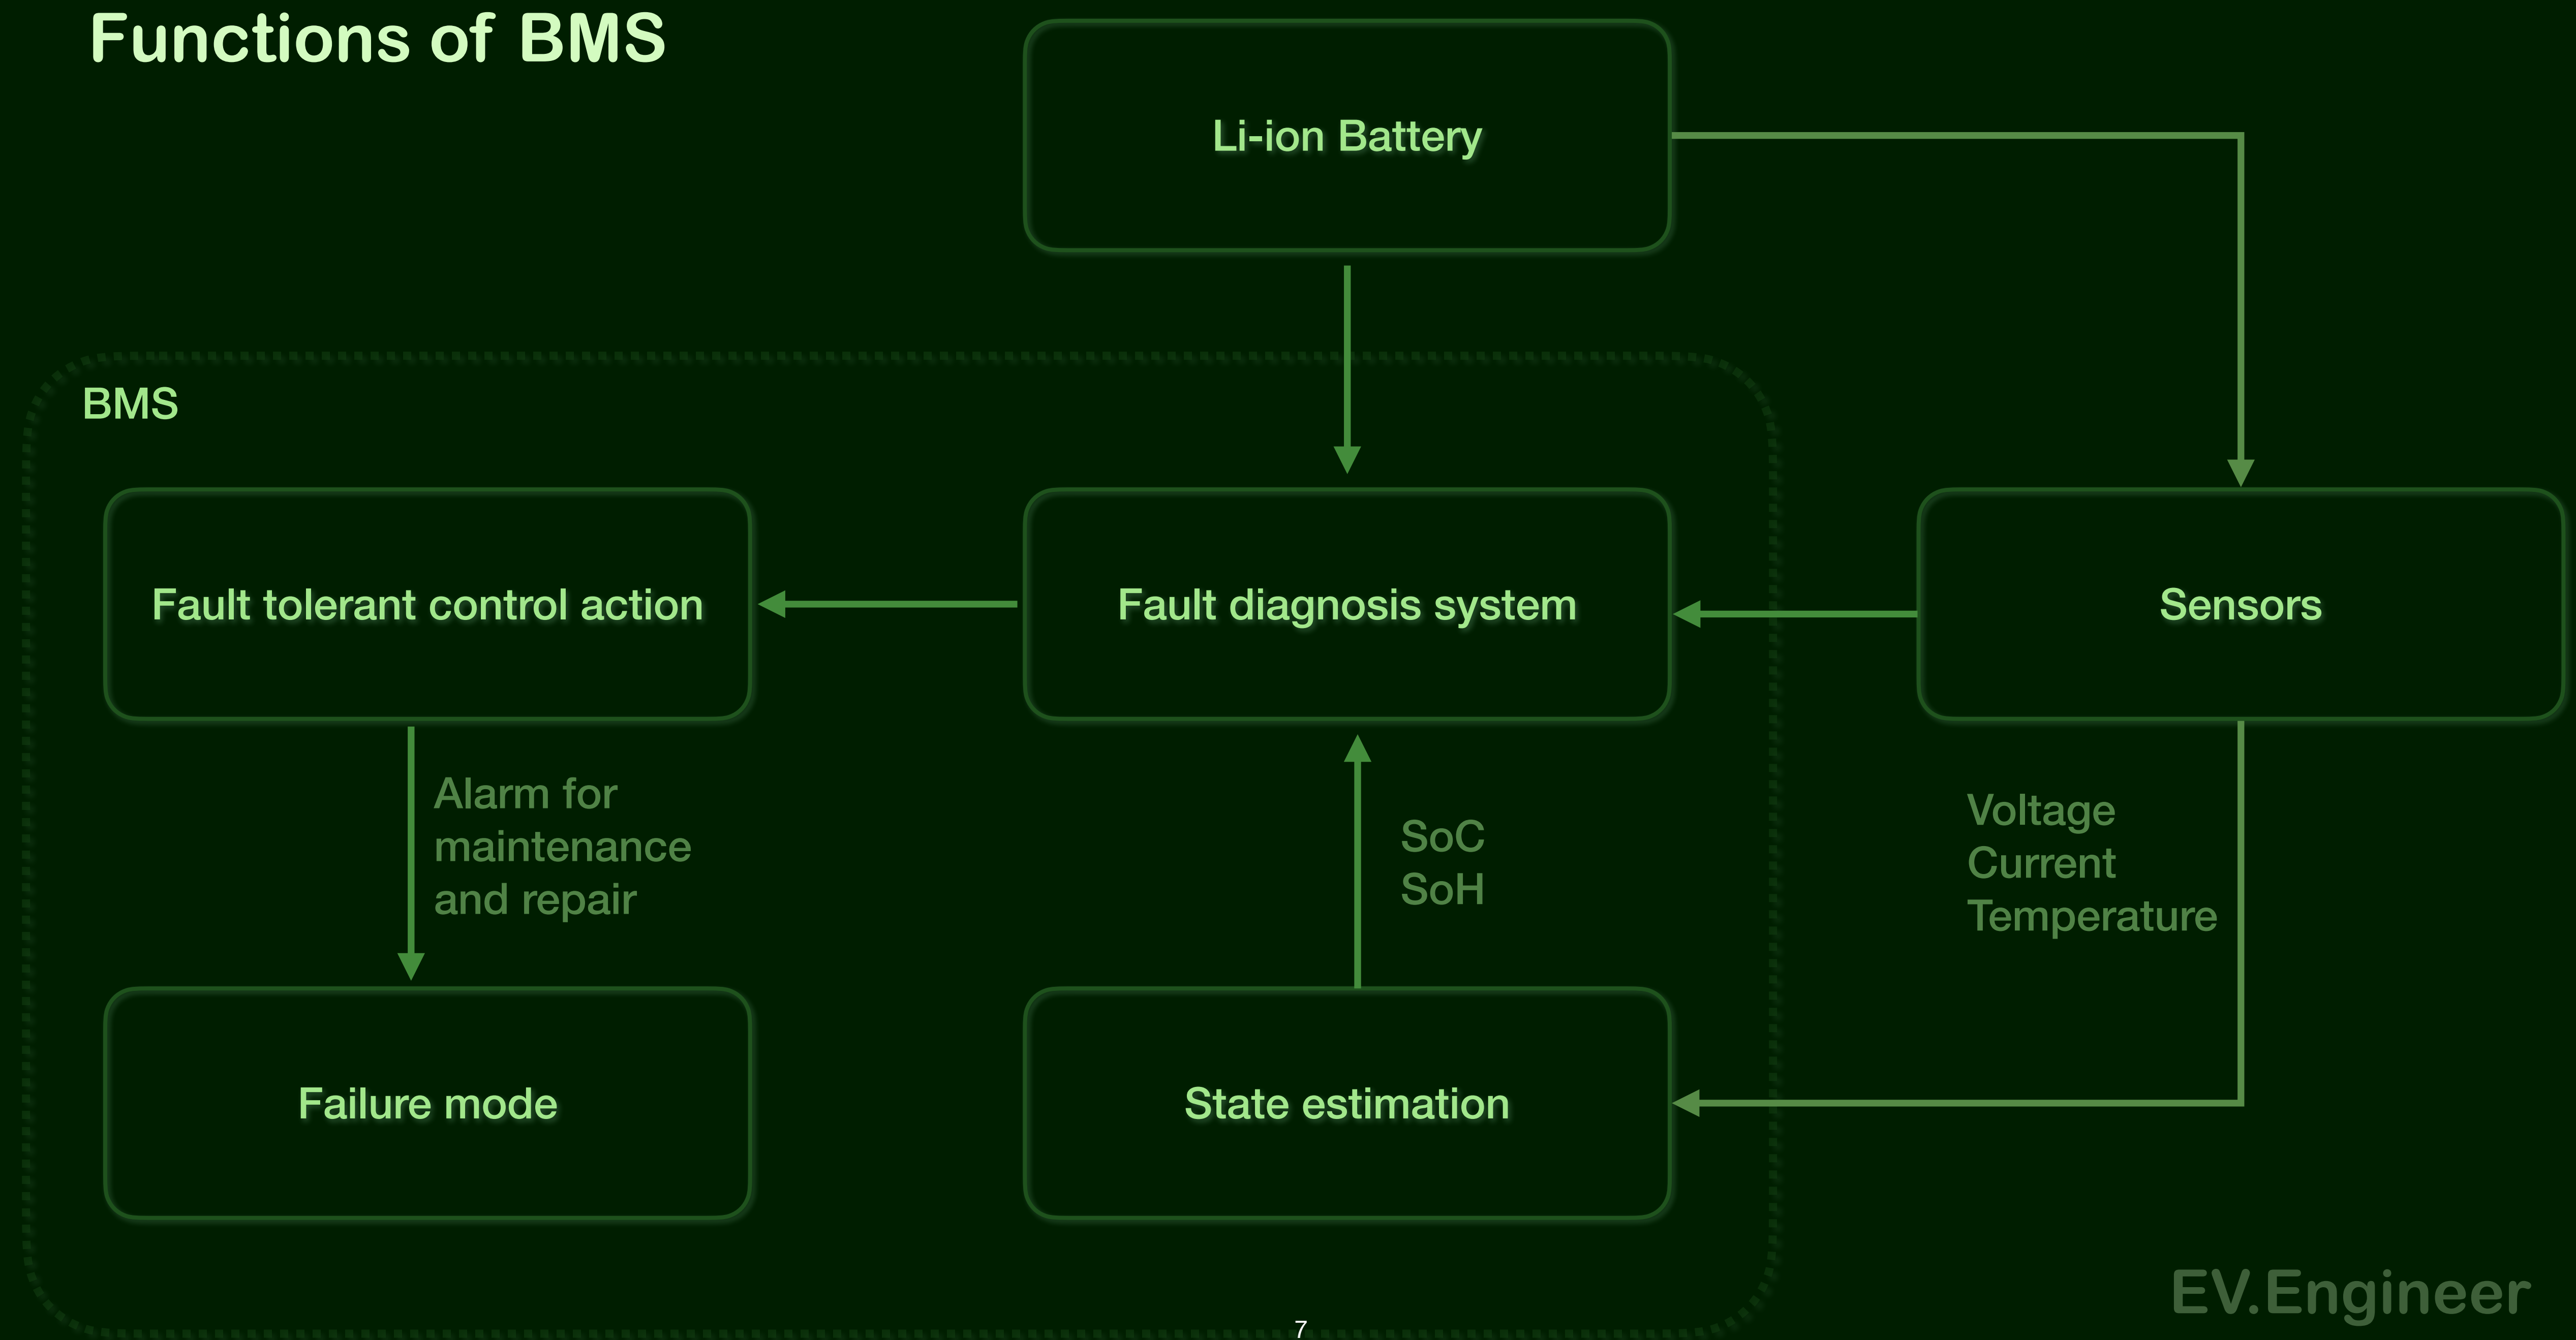 Functions of BMS
Li-ion Battery
BMS
Fault tolerant control action
Fault diagnosis system
Sensors
Alarm for
maintenance
and repair
SoC
SoH
Voltage
Current
Temperature
Failure mode
State estimation
EV.Engineer
7